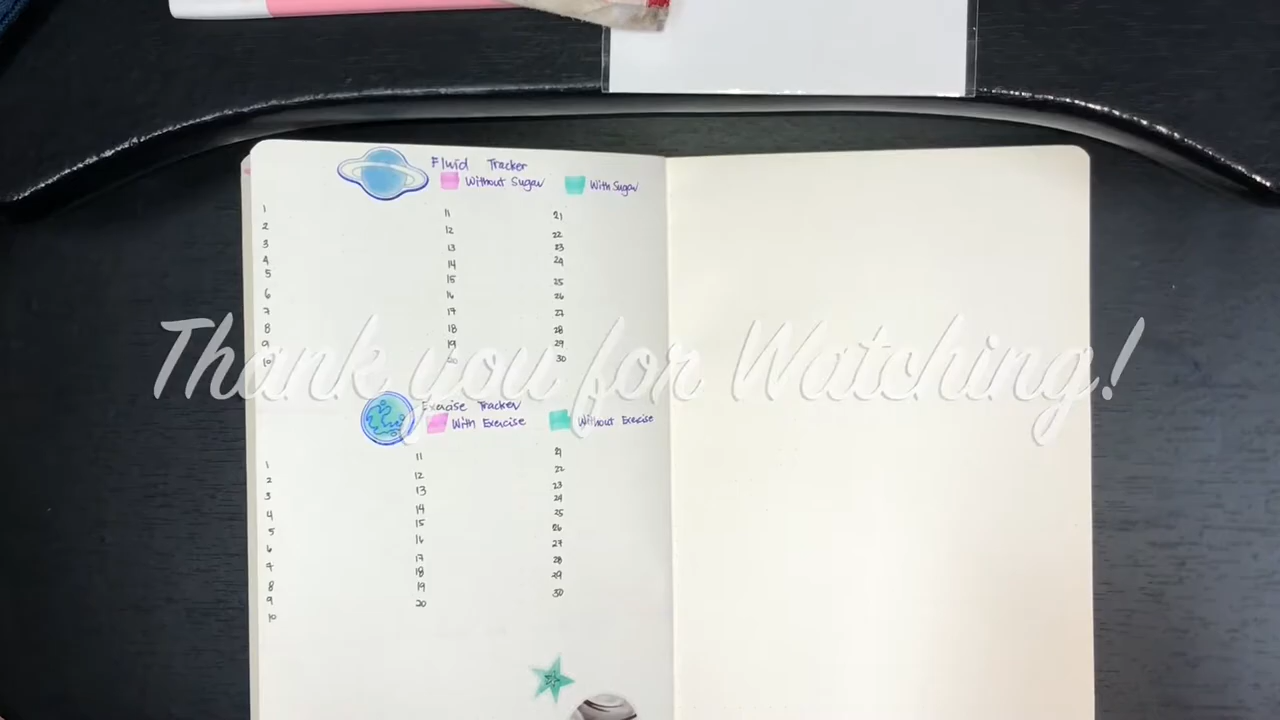 Fluid Tracker
Without Sugar With Sugar
1 11 21
2 12 22
3 13 23
4 14 24
5 15 25
6 16 26
7 17 27
8 18 28
9 19 29
10 20 30
Thank you for Watching!
Exercise Tracker
With Exercise Without Exercise
1 11 21
2 12 22
3 13 23
4 14 24
5 15 25
6 16 26
7 17 27
8 18 28
9 19 29
10 20 30